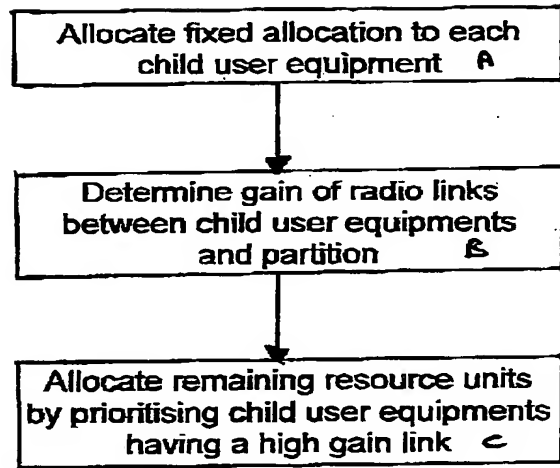 Allocate fixed allocation to each
child user equipment A
Determine gain of radio links
between child user equipments
and partition B
Allocate remaining resource units
by prioritising child user equipments
having a high gain link C